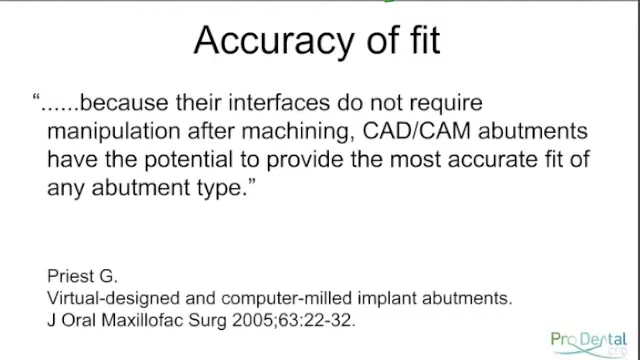 Accuracy of fit
“......because their interfaces do not require
manipulation after machining, CAD/CAM abutments
have the potential to provide the most accurate fit of
any abutment type.”
Priest G.
Virtual-designed and computer-milled implant abutments.
J Oral Maxillofac Surg 2005;63:22-32.
ProDental
CPD